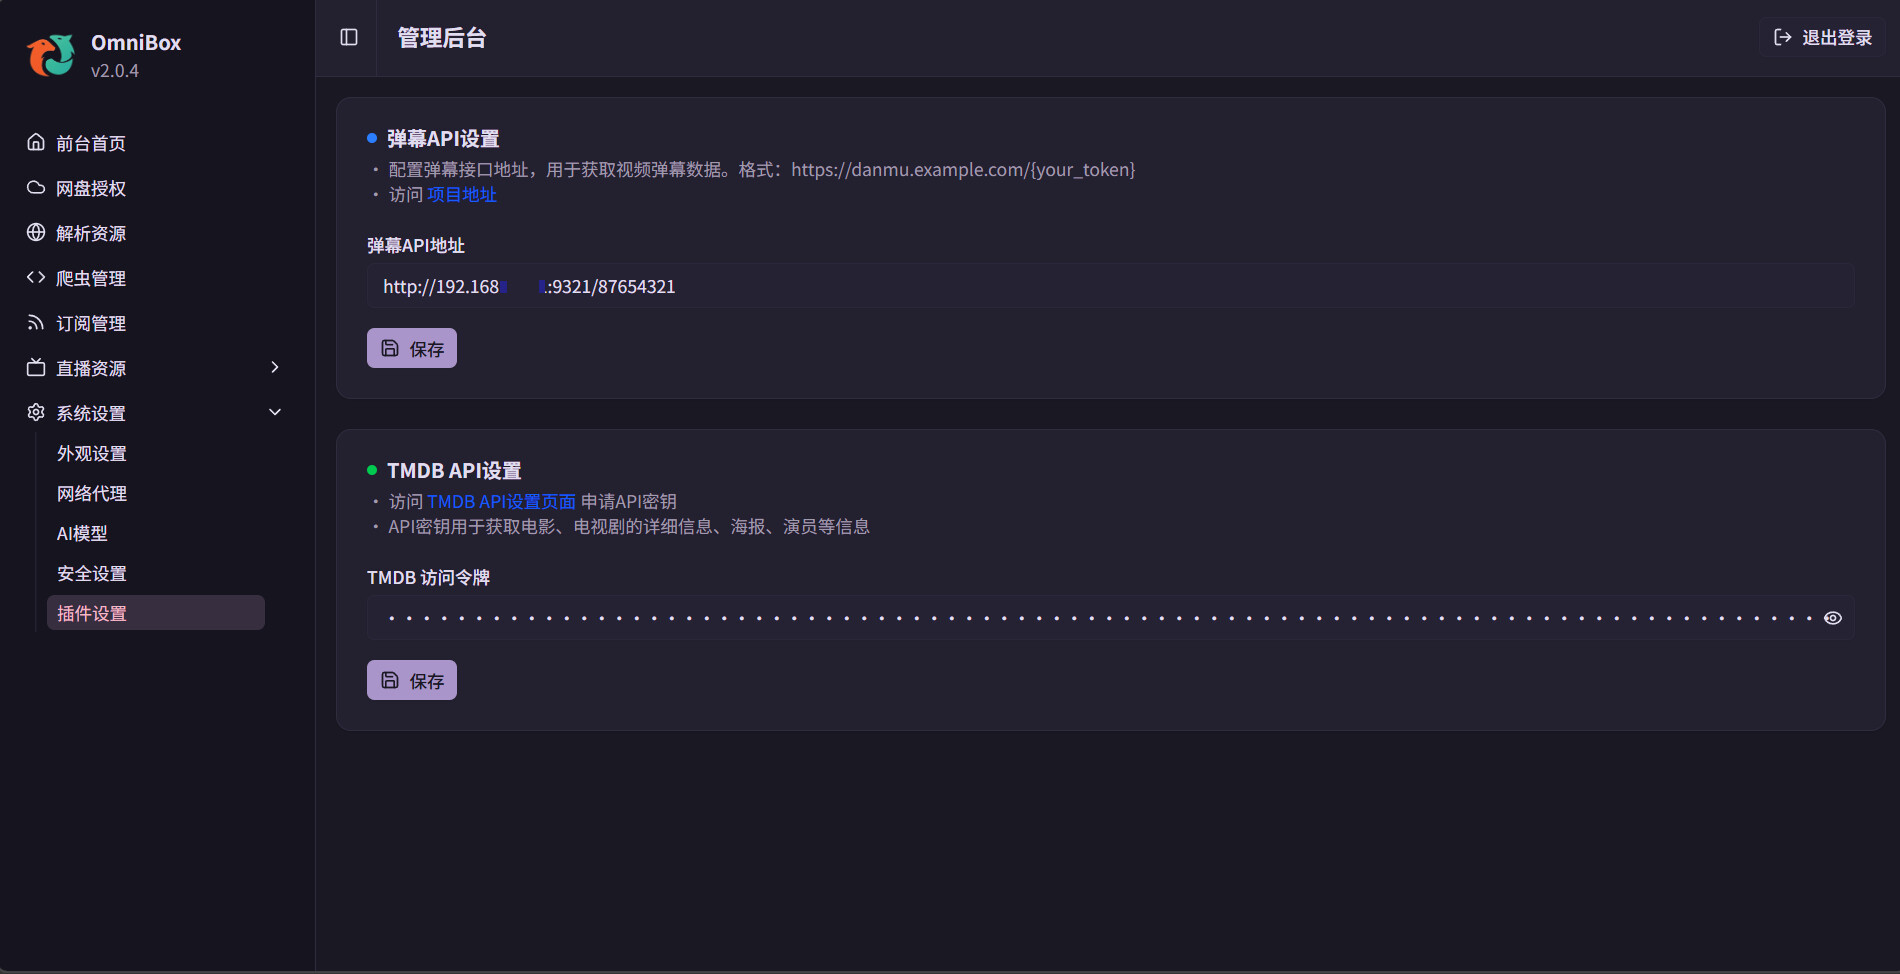 OmniBox
v2.0.4
前台首页
网盘授权
解析资源
爬虫管理
订阅管理
直播资源
系统设置
外观设置
网络代理
AI模型
安全设置
插件设置
管理后台
退出登录
弹幕API设置
• 配置弹幕接口地址，用于获取视频弹幕数据。格式：https://danmu.example.com/{your_token}
• 访问 项目地址
弹幕API地址
http://192.168 .:9321/87654321
保存
TMDB API设置
• 访问 TMDB API设置页面 申请API密钥
• API密钥用于获取电影、电视剧的详细信息、海报、演员等信息
TMDB 访问令牌
保存